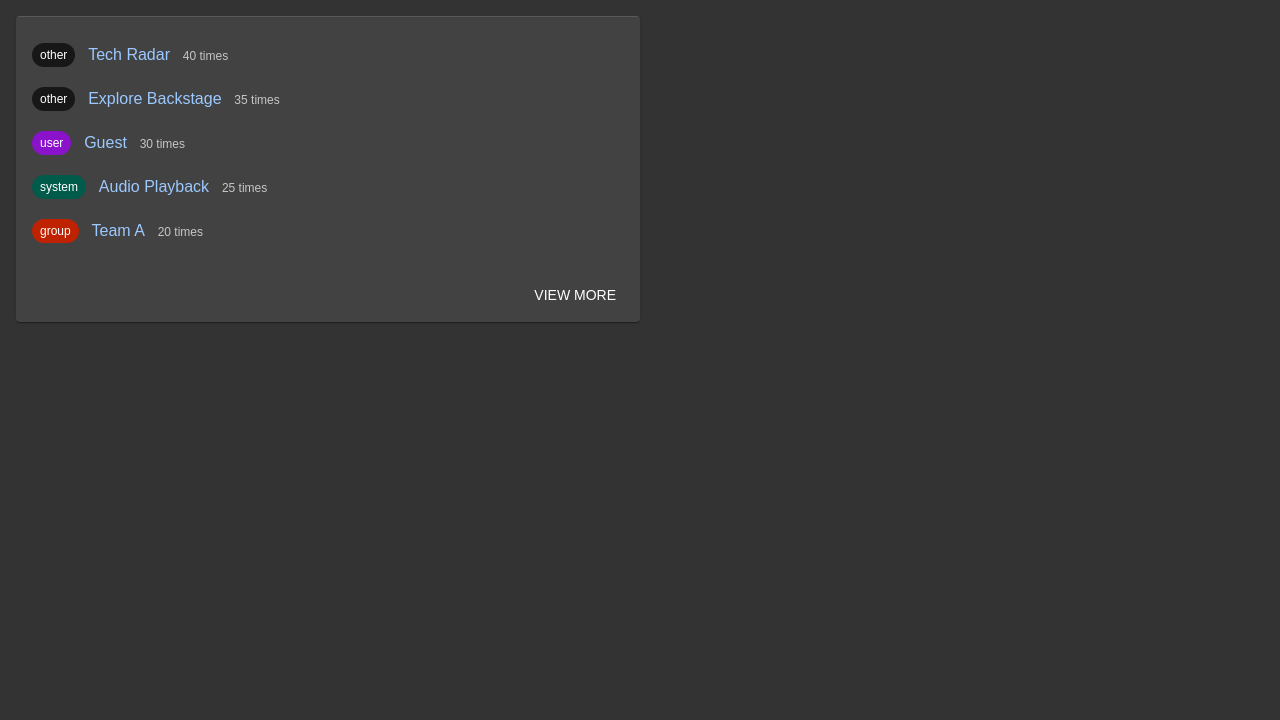 other Tech Radar 40 times
other Explore Backstage 35 times
user Guest 30 times
system Audio Playback 25 times
group Team A 20 times
VIEW MORE